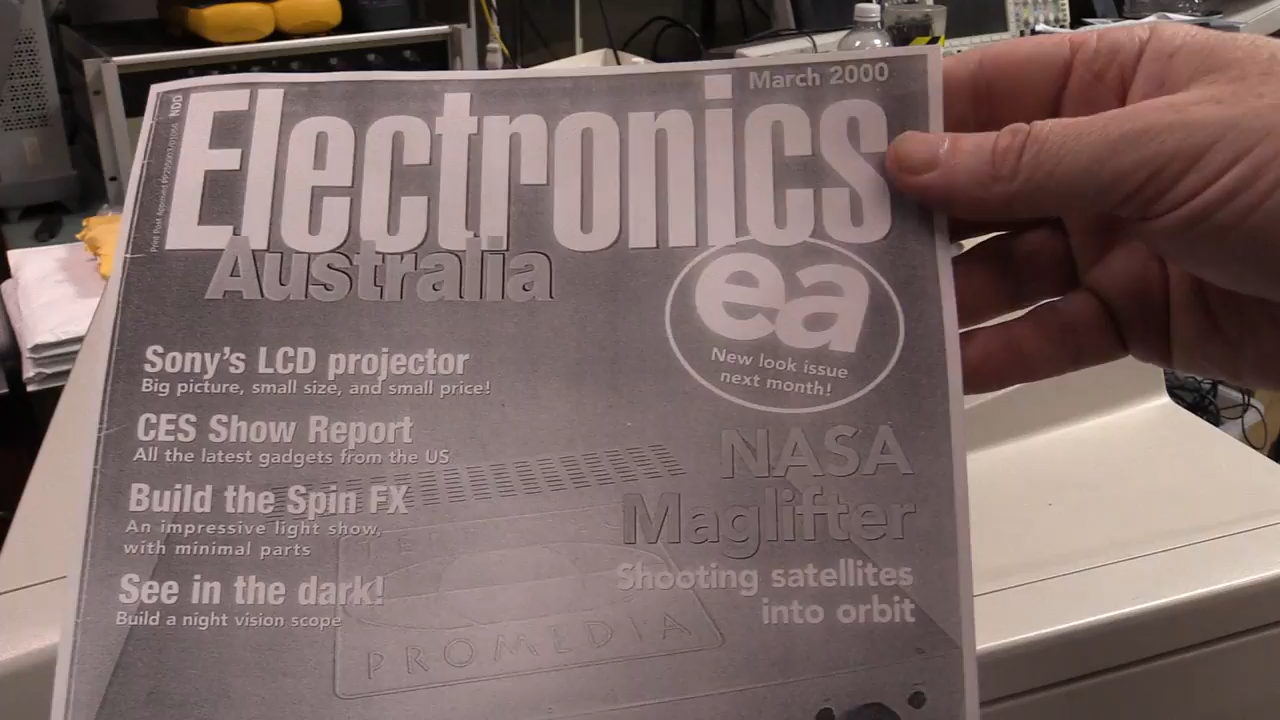 March 2000
NDD
Electronics
Australia
ea
New look issue
next month!
Sony's LCD projector
Big picture, small size, and small price!
CES Show Report
All the latest gadgets from the US
Build the Spin FX
An impressive light show,
with minimal parts
See in the dark!
Build a night vision scope
NASA
Maglifter
Shooting satellites
into orbit
PROMEDIA